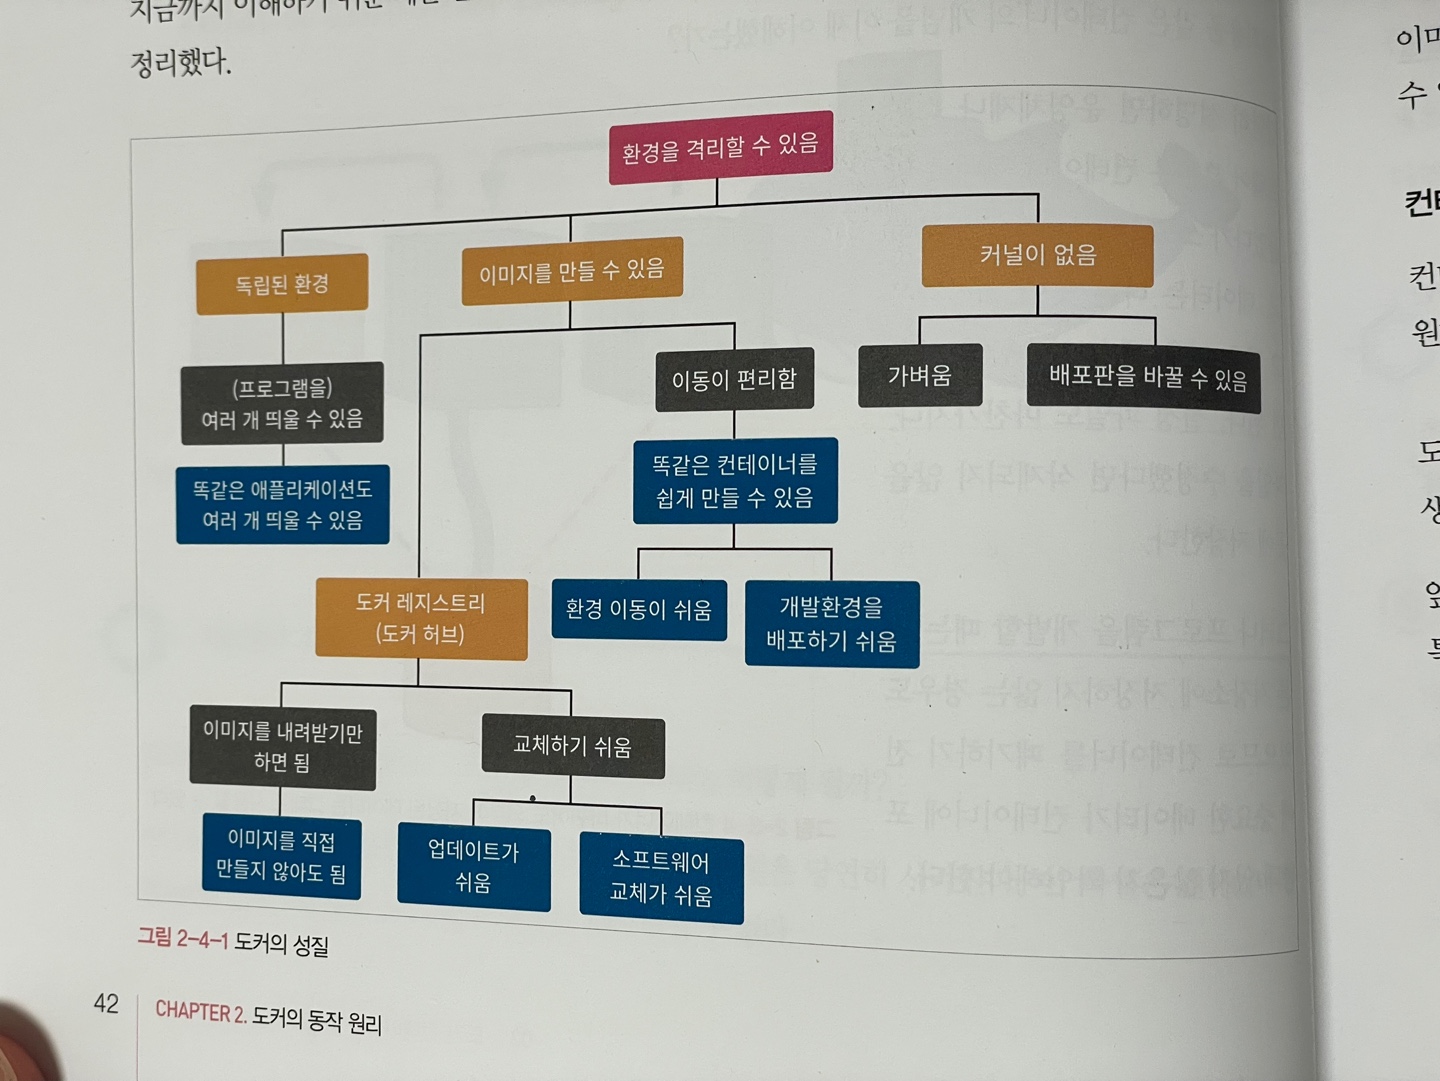 지금까지 이해하기 쉬운
정리했다.
환경을 격리할 수 있음
독립된 환경
이미지를 만들 수 있음
커널이 없음
(프로그램을)
여러 개 띄울 수 있음
이동이 편리함
가벼움
배포판을 바꿀 수 있음
똑같은 애플리케이션도
여러 개 띄울 수 있음
똑같은 컨테이너를
쉽게 만들 수 있음
도커 레지스트리
(도커 허브)
환경 이동이 쉬움
개발환경을
배포하기 쉬움
이미지를 내려받기만
하면 됨
교체하기 쉬움
이미지를 직접
만들지 않아도 됨
업데이트가
쉬움
소프트웨어
교체가 쉬움
그림 2-4-1 도커의 성질
42
CHAPTER 2. 도커의 동작 원리
수